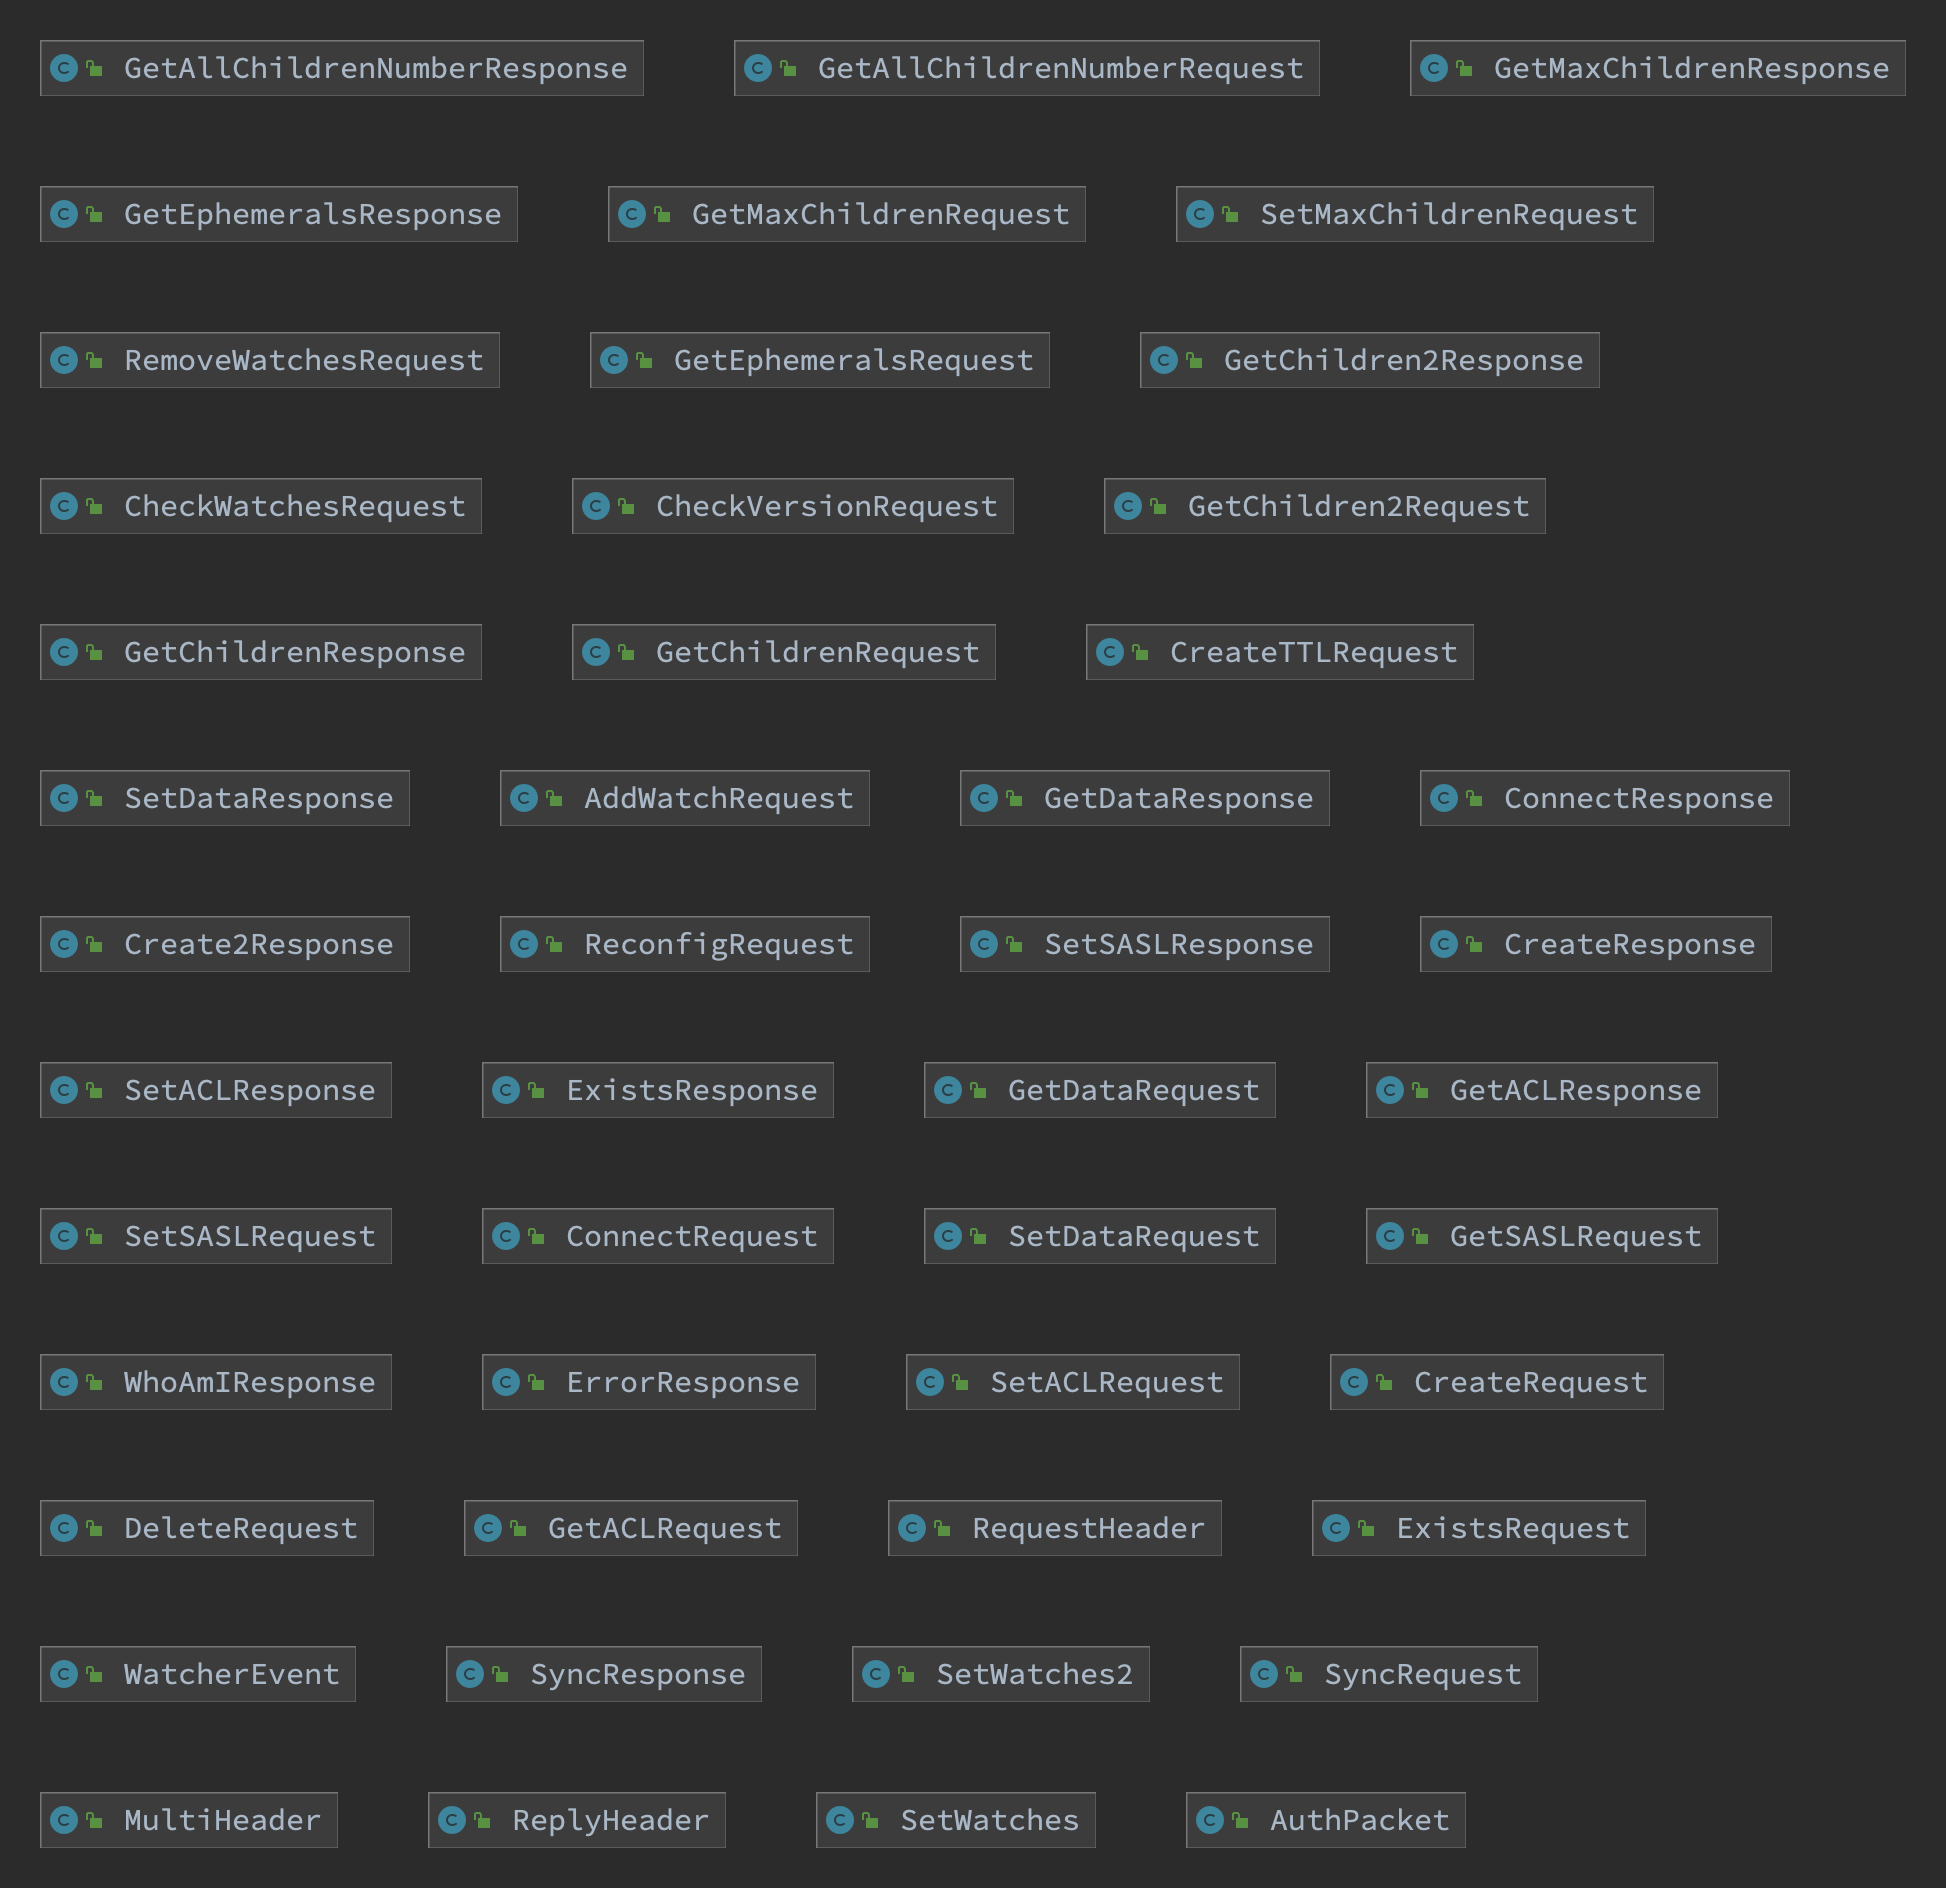 GetAllChildrenNumberResponse GetAllChildrenNumberRequest GetMaxChildrenResponse
GetEphemeralsResponse GetMaxChildrenRequest SetMaxChildrenRequest
RemoveWatchesRequest GetEphemeralsRequest GetChildren2Response
CheckWatchesRequest CheckVersionRequest GetChildren2Request
GetChildrenResponse GetChildrenRequest CreateTTLRequest
SetDataResponse AddWatchRequest GetDataResponse ConnectResponse
Create2Response ReconfigRequest SetSASLResponse CreateResponse
SetACLResponse ExistsResponse GetDataRequest GetACLResponse
SetSASLRequest ConnectRequest SetDataRequest GetSASLRequest
WhoAmIResponse ErrorResponse SetACLRequest CreateRequest
DeleteRequest GetACLRequest RequestHeader ExistsRequest
WatcherEvent SyncResponse SetWatches2 SyncRequest
MultiHeader ReplyHeader SetWatches AuthPacket